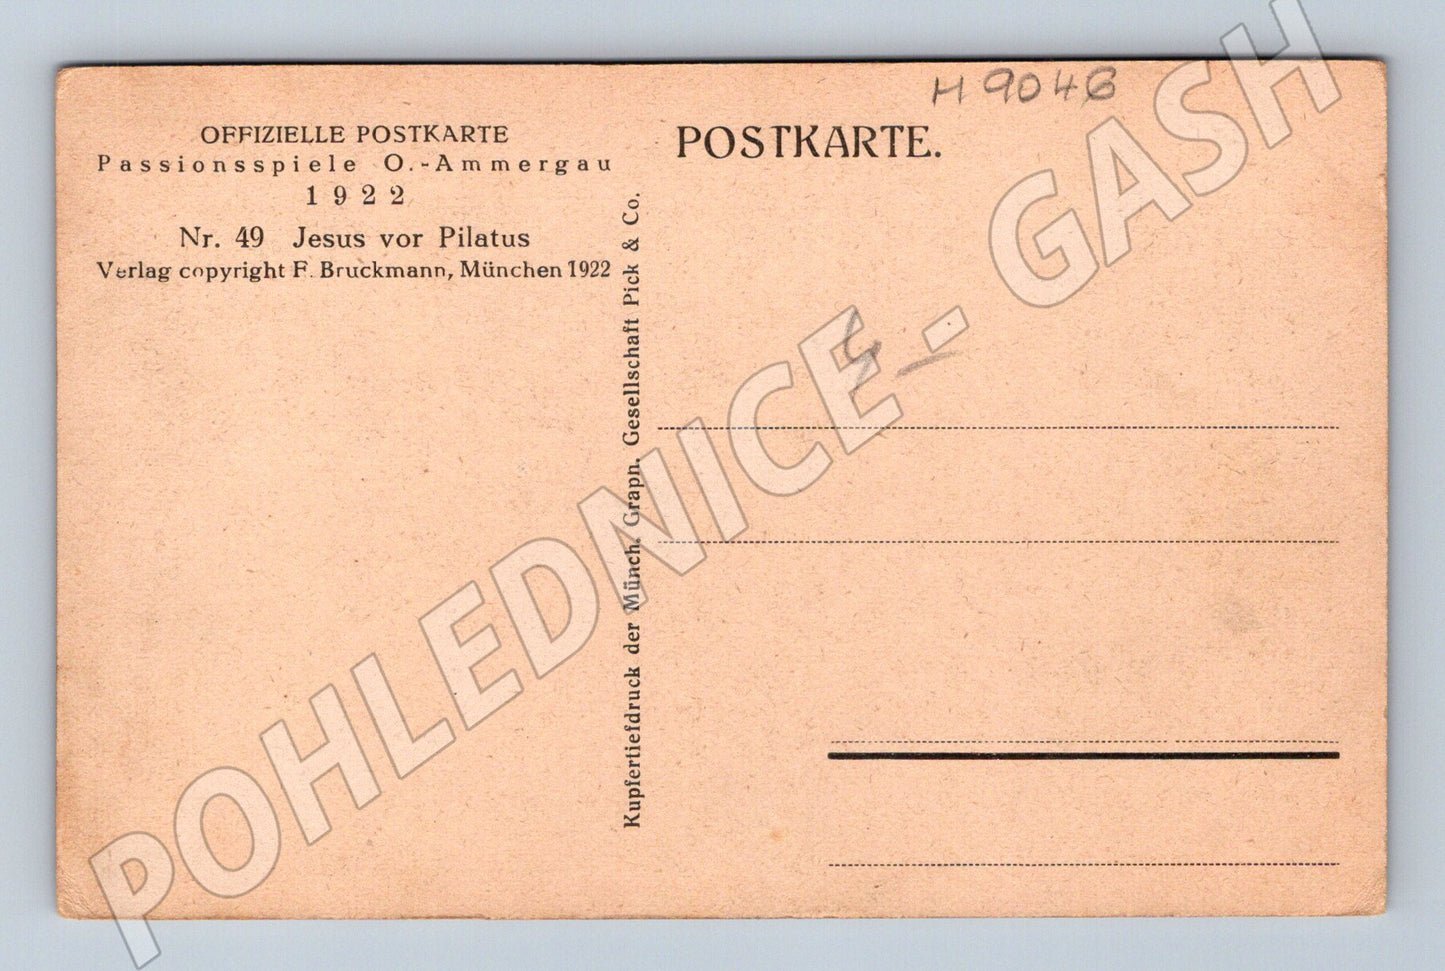 H 9046
OFFIZIELLE POSTKARTE
Passionsspiele O.-Ammergau
1922
Nr. 49 Jesus vor Pilatus
Verlag copyright F. Bruckmann, München 1922
Kupfertiefdruck der Münch. Graph. Gesellschaft Pick & Co.
POSTKARTE.
POHLEDNICE - GASH